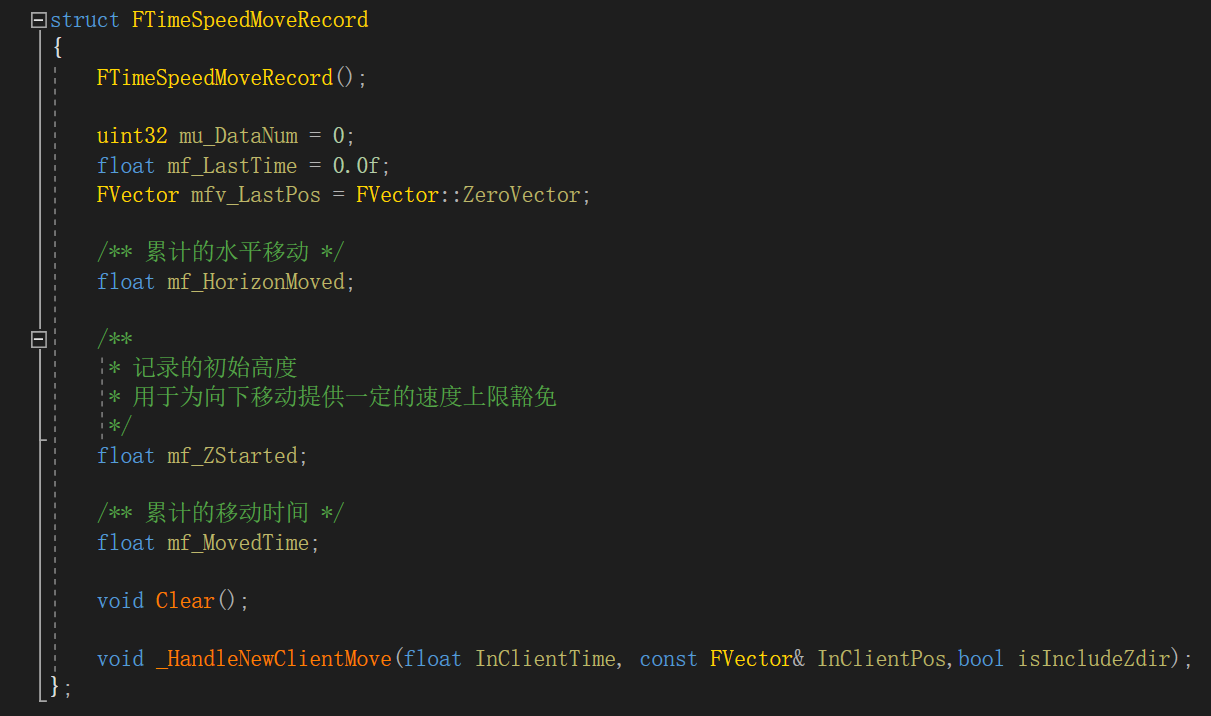 struct FTimeSpeedMoveRecord
{
FTimeSpeedMoveRecord();
uint32 mu_DataNum = 0;
float mf_LastTime = 0.0f;
FVector mfv_LastPos = FVector::ZeroVector;
/** 累计的水平移动 */
float mf_HorizonMoved;
/**
* 记录的初始高度
* 用于为向下移动提供一定的速度上限豁免
*/
float mf_ZStarted;
/** 累计的移动时间 */
float mf_MovedTime;
void Clear();
void _HandleNewClientMove(float InClientTime, const FVector& InClientPos,bool isIncludeZdir);
};